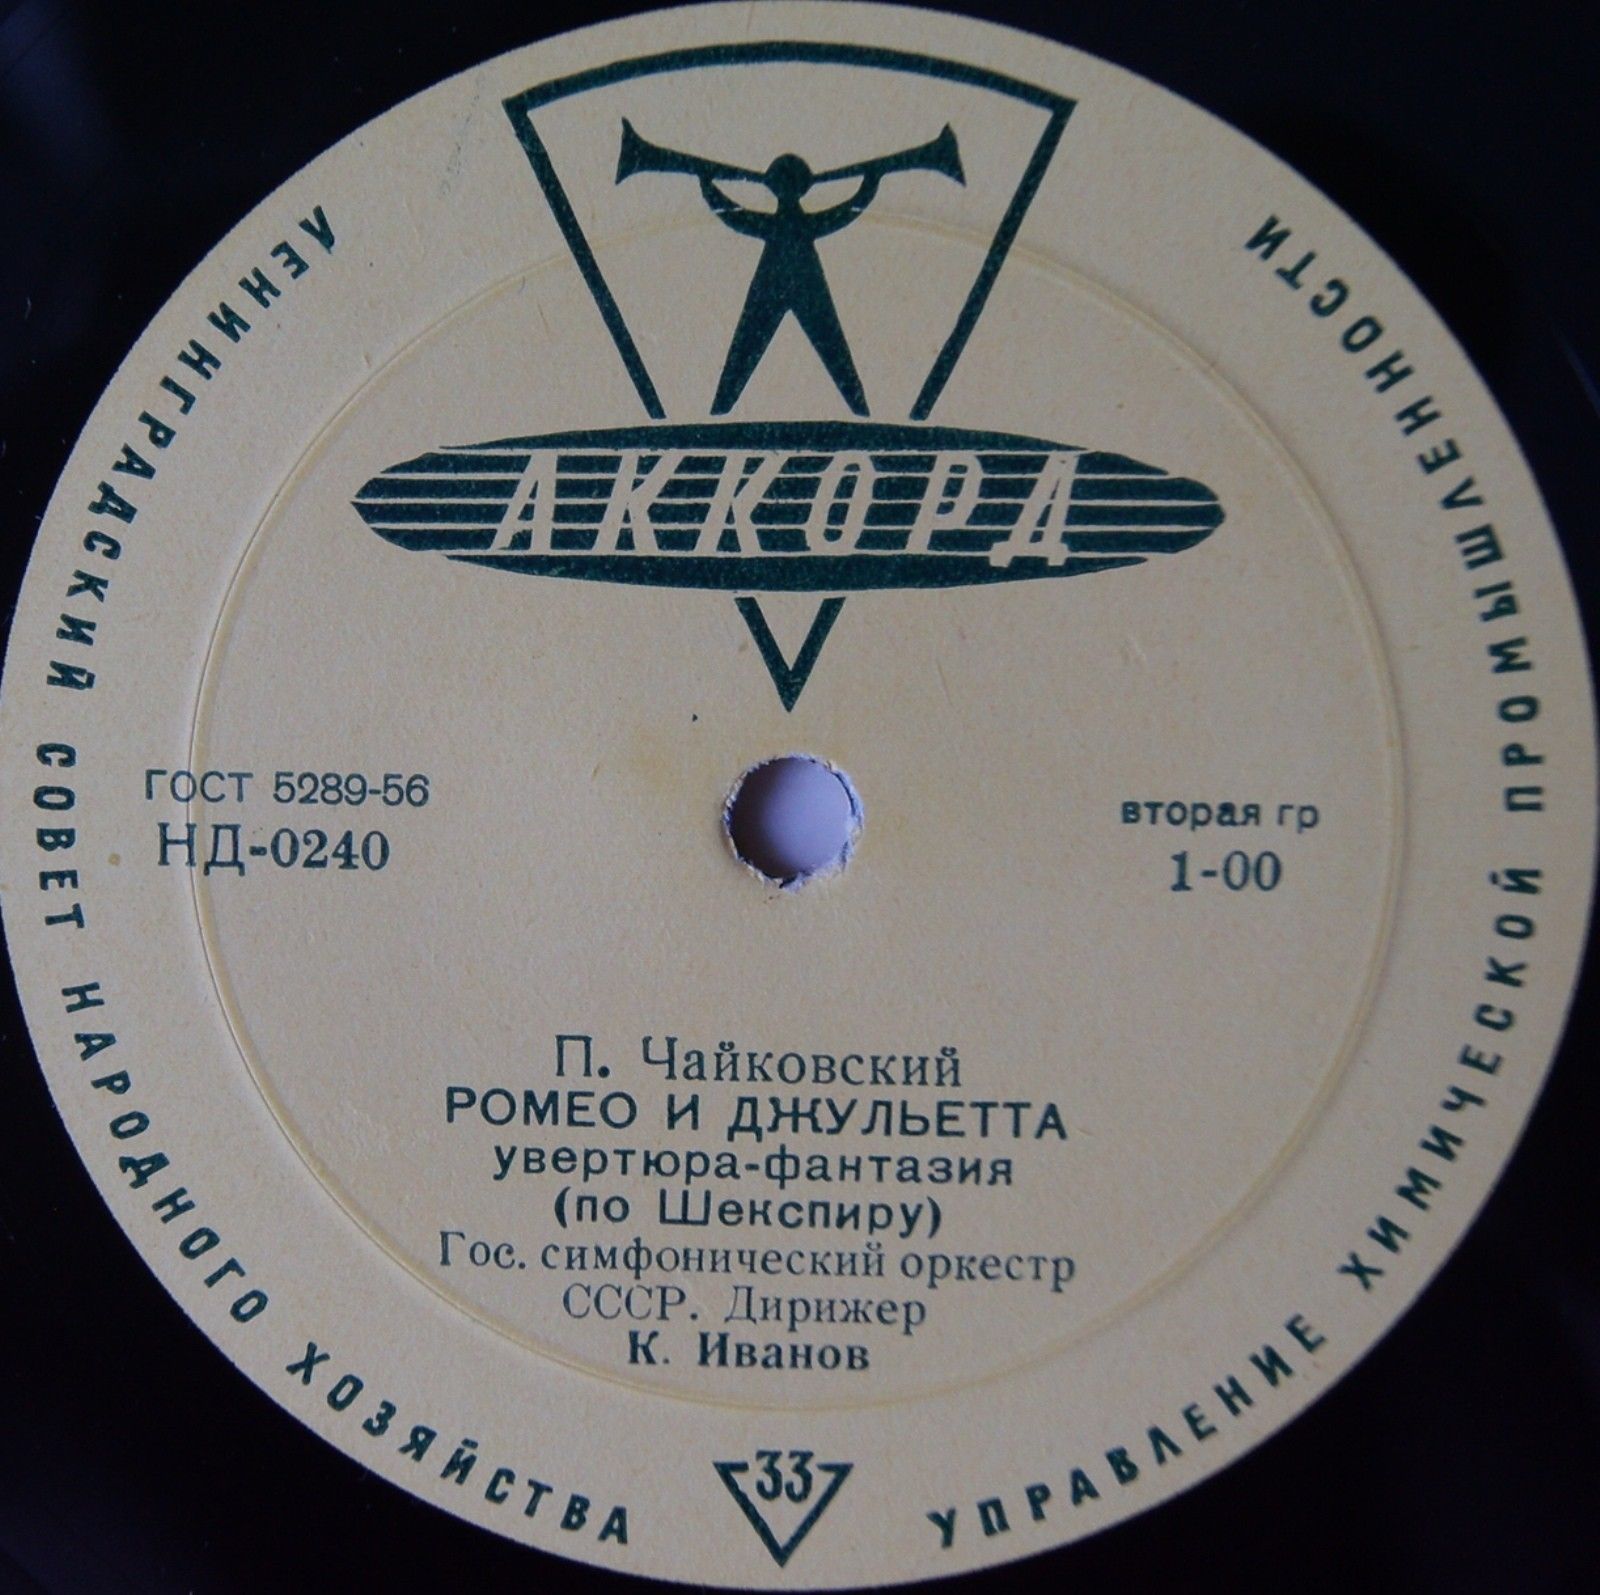 ЛЕНИНГРАДСКИЙ СОВЕТ НАРОДНОГО ХОЗЯЙСТВА
УПРАВЛЕНИЕ ХИМИЧЕСКОЙ ПРОМЫШЛЕННОСТИ
АККОРД
ГОСТ 5289-56
НД-0240
вторая гр
1-00
П. Чайковский
РОМЕО И ДЖУЛЬЕТТА
увертюра-фантазия
(по Шекспиру)
Гос. симфонический оркестр
СССР. Дирижер
К. Иванов
33